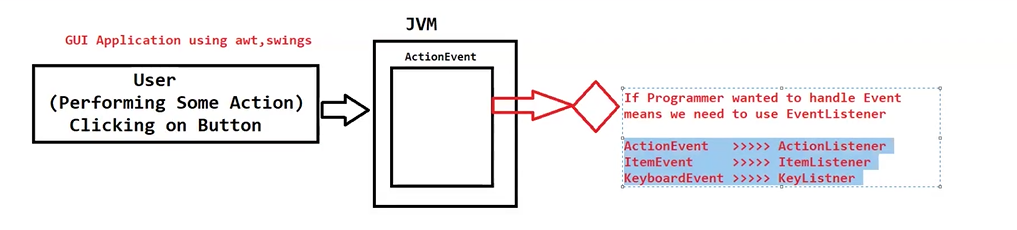 GUI Application using awt,swings
User
(Performing Some Action)
Clicking on Button
JVM
ActionEvent
If Programmer wanted to handle Event
means we need to use EventListener
ActionEvent >>>>> ActionListener
ItemEvent >>>>> ItemListener
KeyboardEvent >>>>> KeyListner